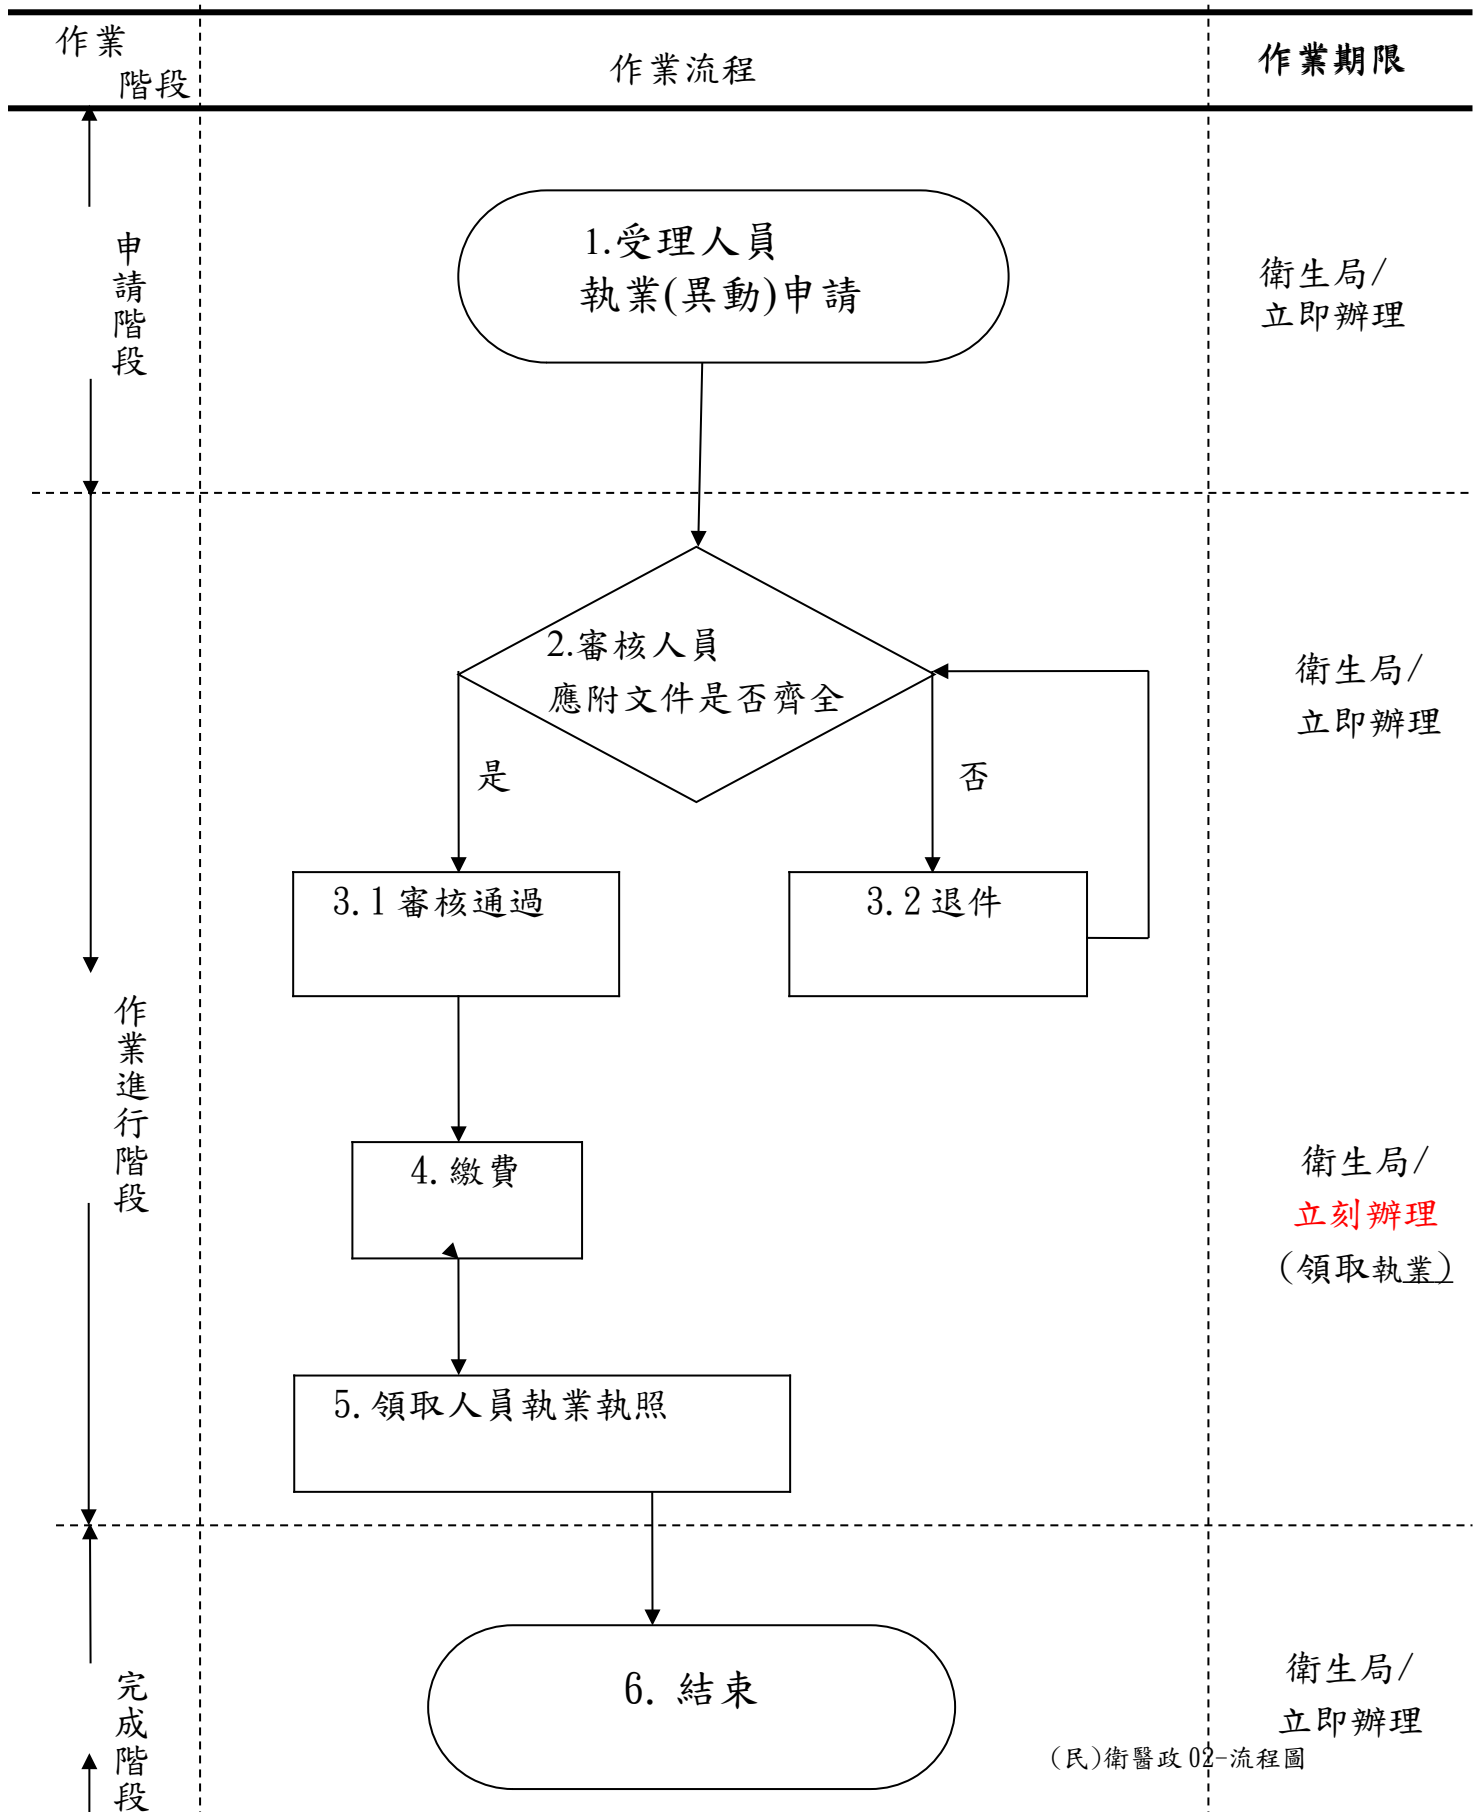 作業
階段
作業流程
作業期限
申請階段
1.受理人員
執業(異動)申請
衛生局/
立即辦理
2.審核人員
應附文件是否齊全
衛生局/
立即辦理
是
否
3.1審核通過
3.2退件
作業進行階段
4.繳費
衛生局/
立刻辦理
(領取執業)
5.領取人員執業執照
完成階段
6.結束
衛生局/
立即辦理
(民)衛醫政02-流程圖